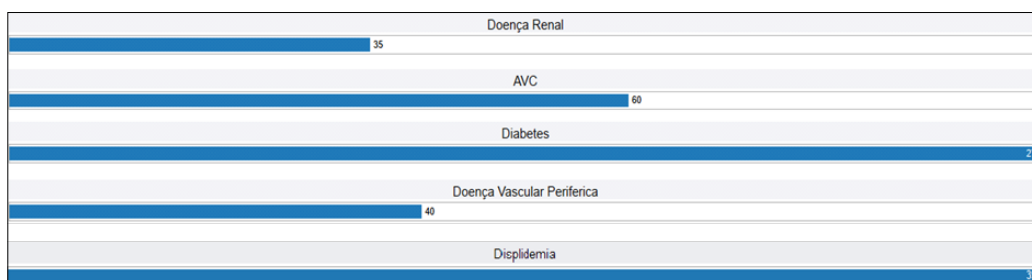 Doença Renal
35
AVC
60
Diabetes
Doença Vascular Periferica
40
Displidemia